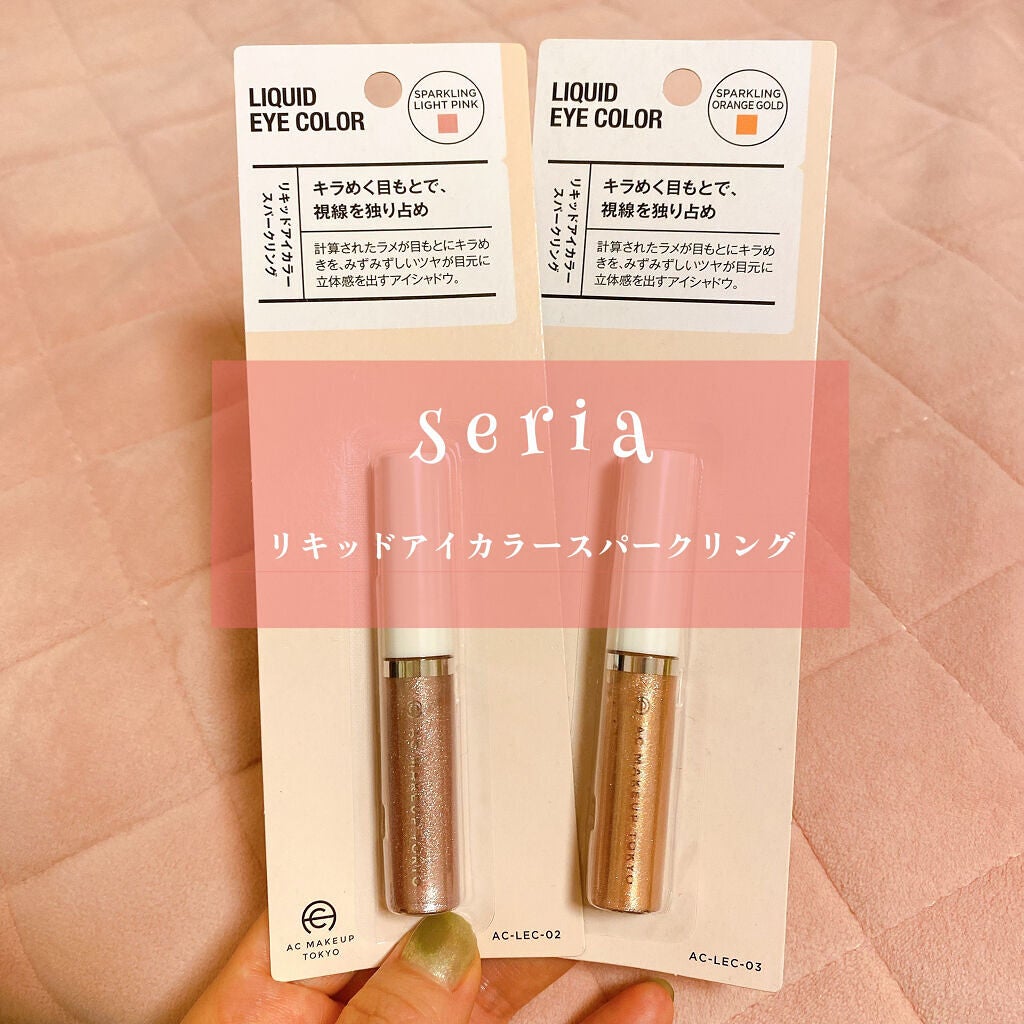 LIQUID
EYE COLOR
SPARKLING
LIGHT PINK
リキッドアイカラー
スパークリング
キラめく目もとで、
視線を独り占め
計算されたラメが目もとにキラめ
きを、みずみずしいツヤが目元に
立体感を出すアイシャドウ。
LIQUID
EYE COLOR
SPARKLING
ORANGE GOLD
リキッドアイカラー
スパークリング
キラめく目もとで、
視線を独り占め
計算されたラメが目もとにキラめ
きを、みずみずしいツヤが目元に
立体感を出すアイシャドウ。
seria
リキッドアイカラースパークリング
AC MAKEUP TOKYO
AC MAKEUP TOKYO
AC MAKEUP
TOKYO
AC-LEC-02
AC-LEC-03